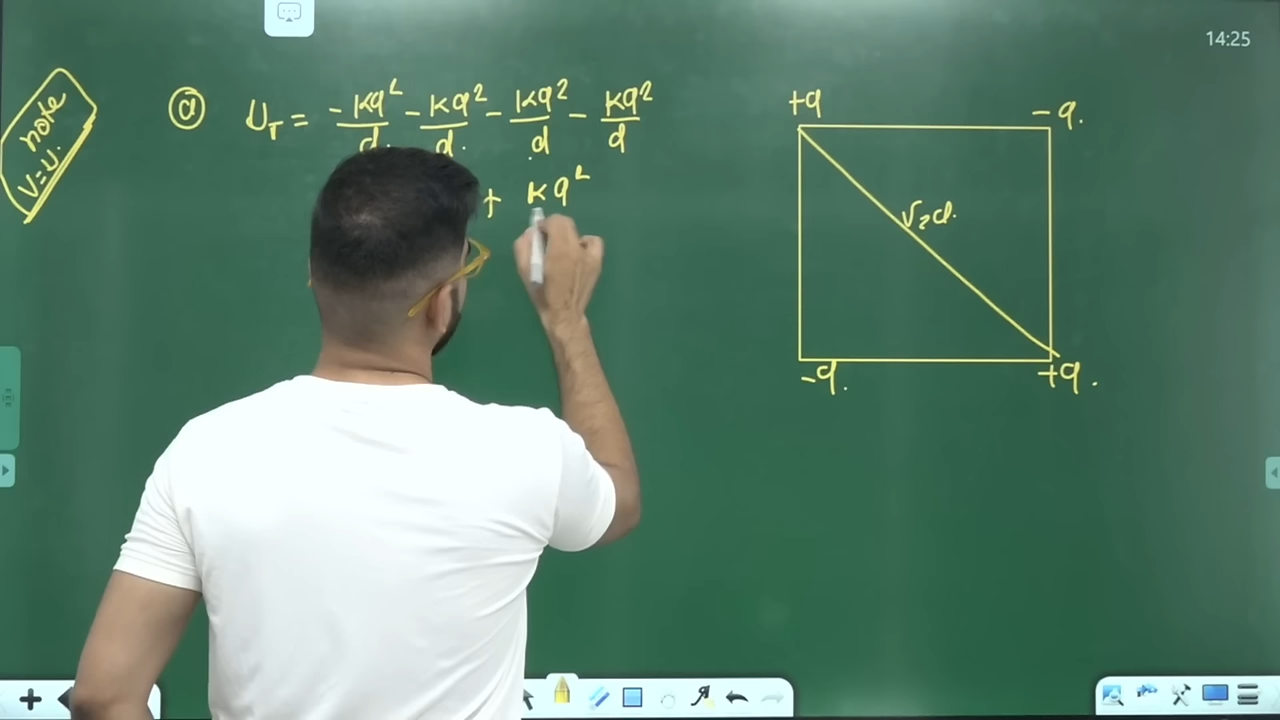 14:25
note
V=U.
(a) U_T = -Kq²/d - Kq²/d. - Kq²/d - Kq²/d
+ Kq²
+q
-q.
√2d.
-q.
+q.